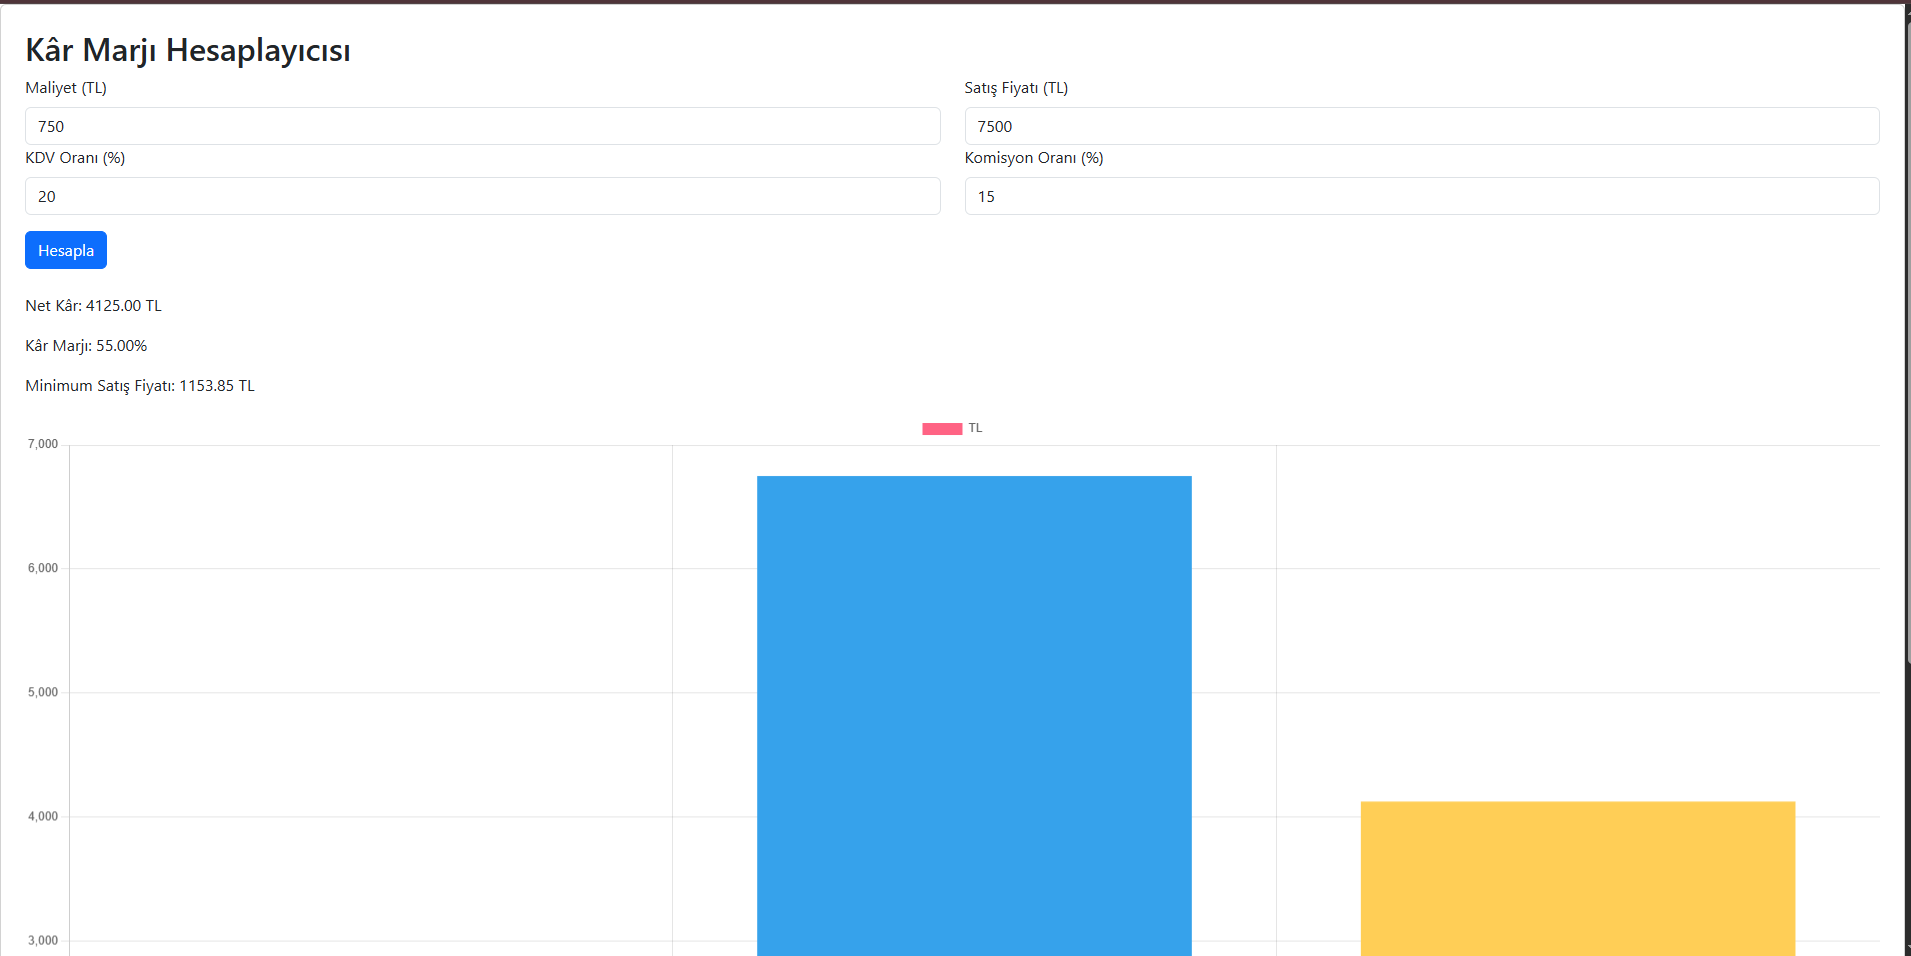 Kâr Marjı Hesaplayıcısı
Maliyet (TL)
Satış Fiyatı (TL)
750
7500
KDV Oranı (%)
Komisyon Oranı (%)
20
15
Hesapla
Net Kâr: 4125.00 TL
Kâr Marjı: 55.00%
Minimum Satış Fiyatı: 1153.85 TL
TL
7,000
6,000
5,000
4,000
3,000